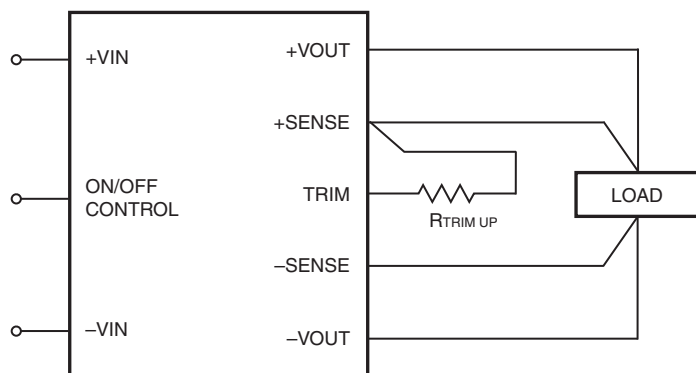 +VIN
ON/OFF
CONTROL
–VIN
+VOUT
+SENSE
TRIM
–SENSE
–VOUT
RTRIM UP
LOAD